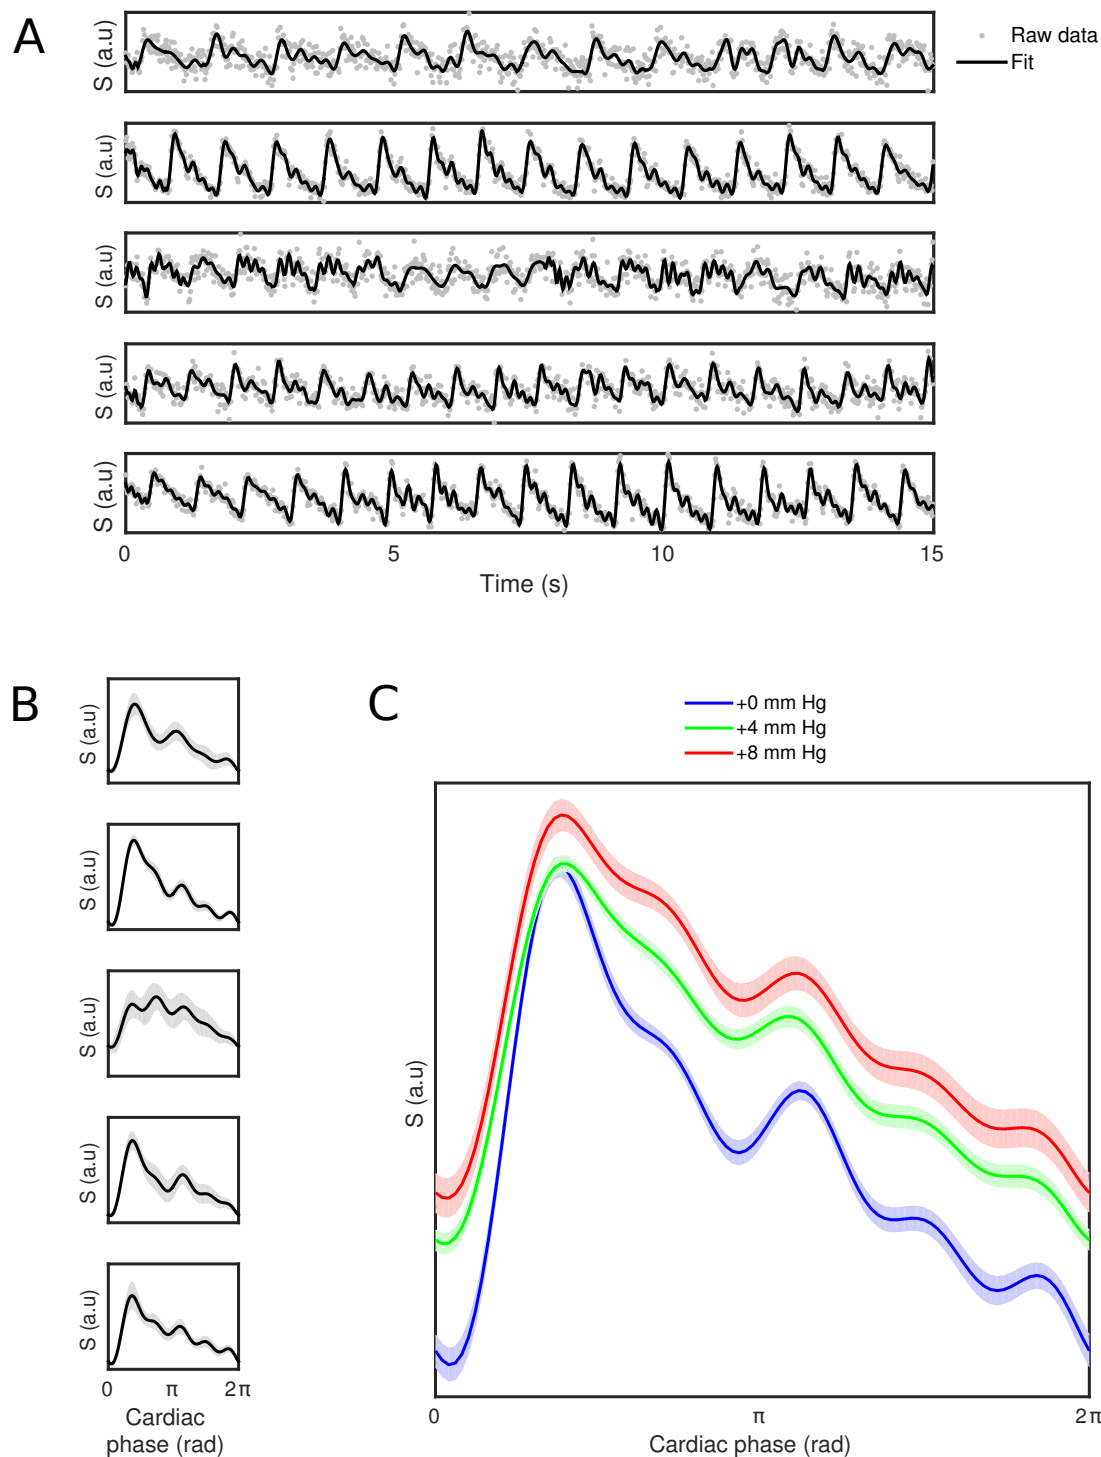 A
S (a.u)
Raw data
Fit
S (a.u)
S (a.u)
S (a.u)
S (a.u)
0 5 10 15
Time (s)
B
S (a.u)
S (a.u)
S (a.u)
S (a.u)
S (a.u)
0 π 2π
Cardiac
phase (rad)
C
+0 mm Hg
+4 mm Hg
+8 mm Hg
S (a.u)
0 π 2π
Cardiac phase (rad)